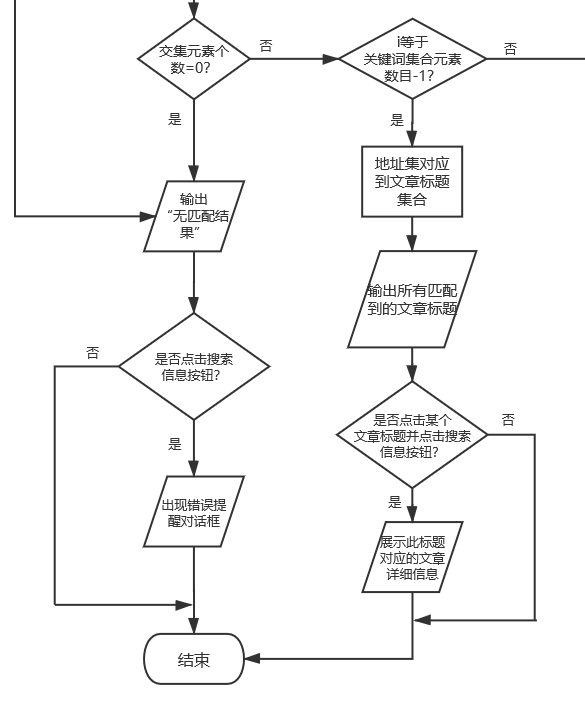 交集元素个
数=0?
否
是
i等于
关键词集合元素
数目-1?
否
是
输出
“无匹配结
果”
地址集对应
到文章标题
集合
输出所有匹配
到的文章标题
是否点击搜索
信息按钮?
否
是
出现错误提
醒对话框
是否点击某个
文章标题并点击搜索
信息按钮?
否
是
展示此标题
对应的文章
详细信息
结束